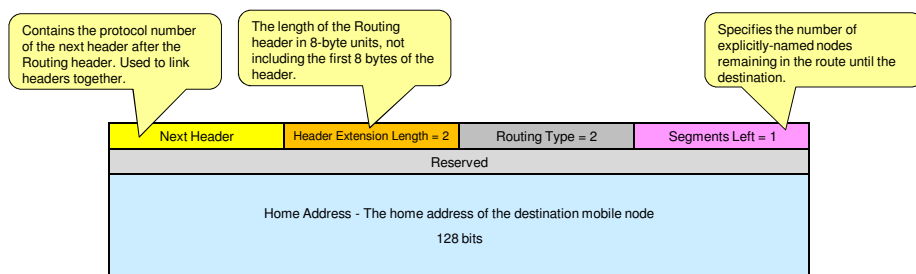 Contains the protocol number
of the next header after the
Routing header. Used to link
headers together.
The length of the Routing
header in 8-byte units, not
including the first 8 bytes of the
header.
Specifies the number of
explicitly-named nodes
remaining in the route until the
destination.
Next Header
Header Extension Length = 2
Routing Type = 2
Segments Left = 1
Reserved
Home Address - The home address of the destination mobile node
128 bits